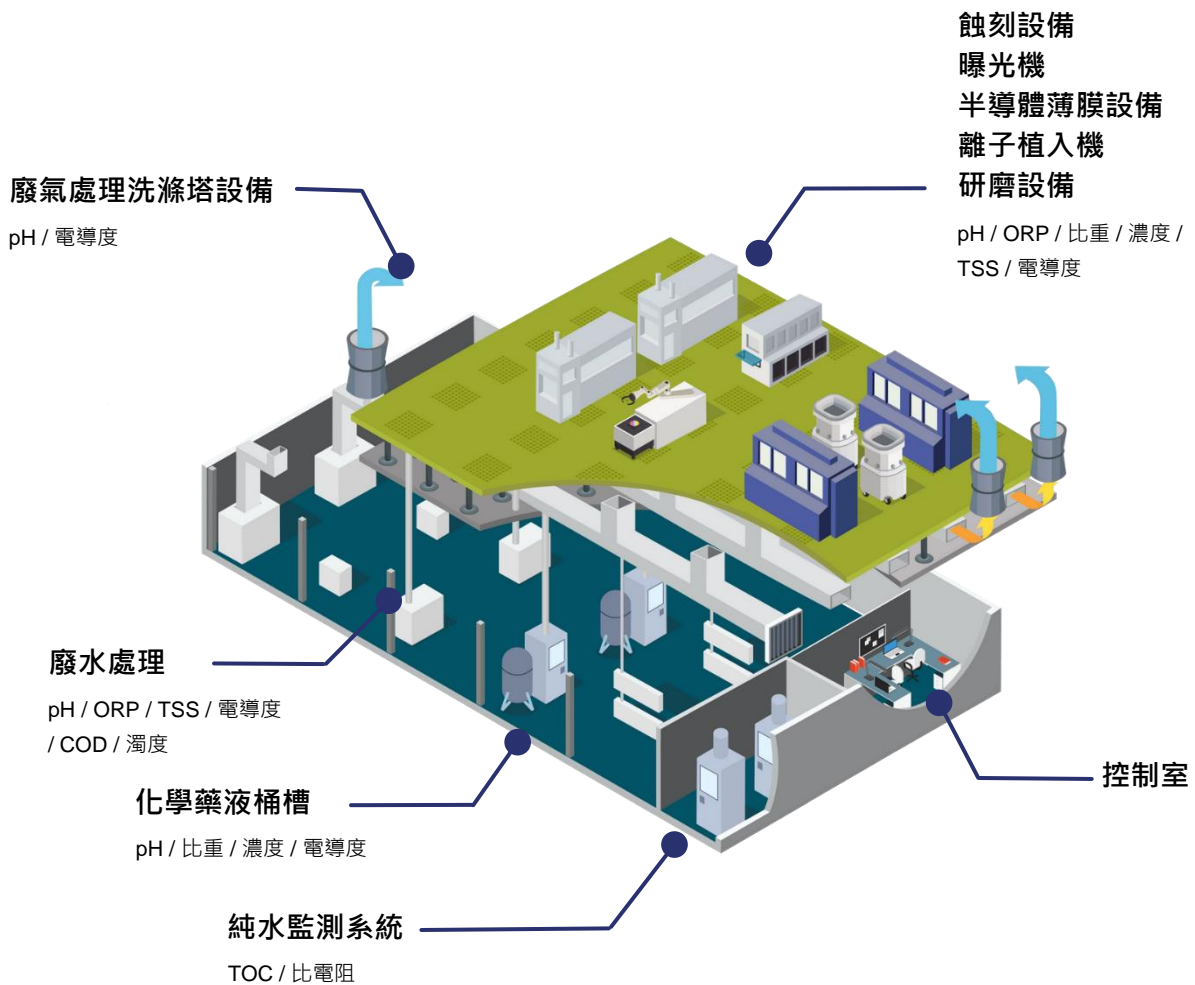 蝕刻設備
曝光機
半導體薄膜設備
離子植入機
研磨設備
pH / ORP / 比重 / 濃度 /
TSS / 電導度
廢氣處理洗滌塔設備
pH / 電導度
廢水處理
pH / ORP / TSS / 電導度
/ COD / 濁度
化學藥液桶槽
pH / 比重 / 濃度 / 電導度
純水監測系統
TOC / 比電阻
控制室